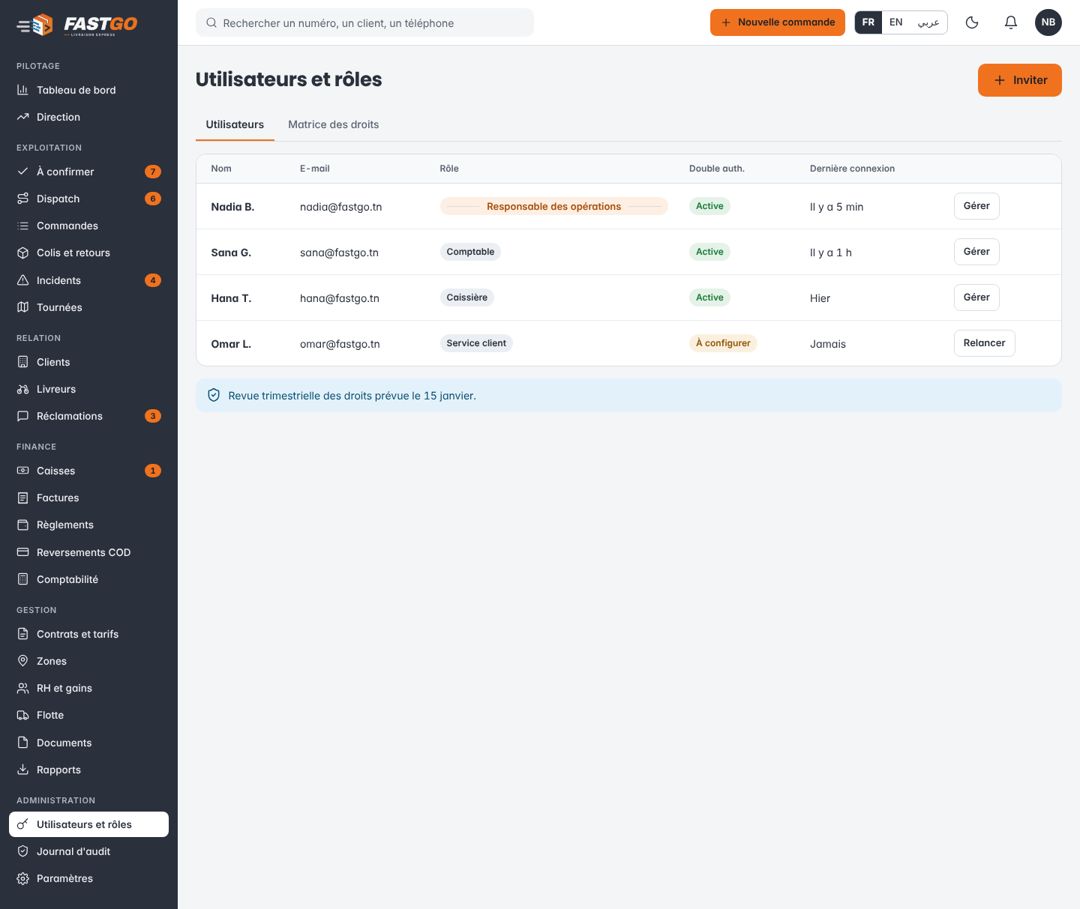 FASTGO
LIVRAISON EXPRESS
Rechercher un numéro, un client, un téléphone
Nouvelle commande
FR EN عربي
NB
PILOTAGE
Tableau de bord
Direction
EXPLOITATION
À confirmer 7
Dispatch 6
Commandes
Colis et retours
Incidents 4
Tournées
RELATION
Clients
Livreurs
Réclamations 3
FINANCE
Caisses 1
Factures
Règlements
Reversements COD
Comptabilité
GESTION
Contrats et tarifs
Zones
RH et gains
Flotte
Documents
Rapports
ADMINISTRATION
Utilisateurs et rôles
Journal d'audit
Paramètres
Utilisateurs et rôles
Inviter
Utilisateurs Matrice des droits
Nom E-mail Rôle Double auth. Dernière connexion
Nadia B. nadia@fastgo.tn Responsable des opérations Active Il y a 5 min Gérer
Sana G. sana@fastgo.tn Comptable Active Il y a 1 h Gérer
Hana T. hana@fastgo.tn Caissière Active Hier Gérer
Omar L. omar@fastgo.tn Service client À configurer Jamais Relancer
Revue trimestrielle des droits prévue le 15 janvier.